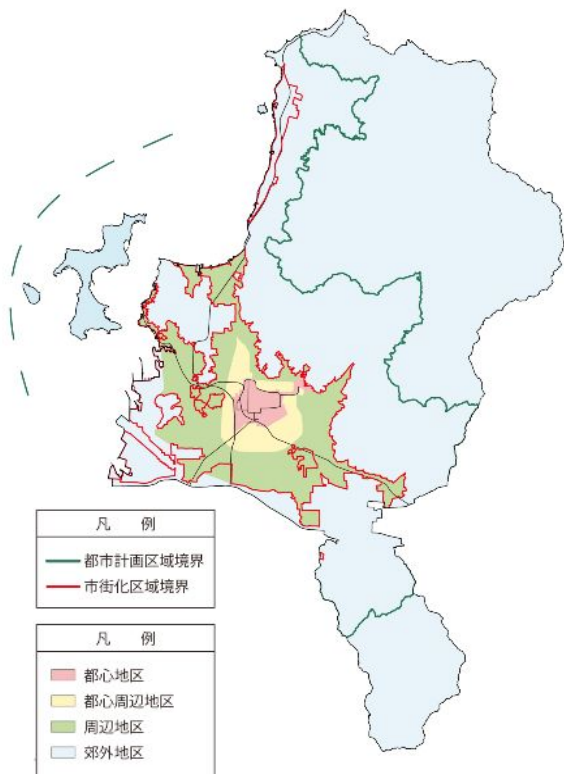 凡 例
都市計画区域境界
市街化区域境界
凡 例
都心地区
都心周辺地区
周辺地区
郊外地区